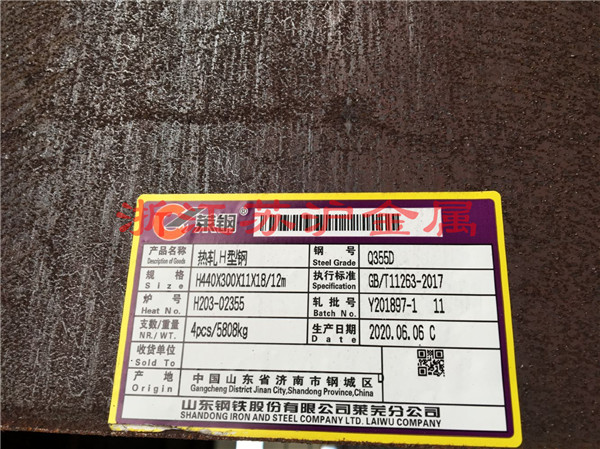 莱钢®
浙江苏沪金属
产品名称 热轧H型钢 钢号 Q355D
Description of Goods Steel Grade
规格 H440X300X11X18/12m 执行标准 GB/T11263-2017
Size Specification
炉号 H203-02355 轧批号 Y201897-1 11
Heat No. Batch No.
支数/重量 4pcs/5808kg 生产日期 2020.06.06 C
NR./WT. Date
收货单位
Sold To
产地 中国山东省济南市钢城区
Origin Gangcheng District Jinan City,Shandong Province,China
山东钢铁股份有限公司莱芜分公司
SHANDONG IRON AND STEEL COMPANY LTD. LAIWU COMPANY